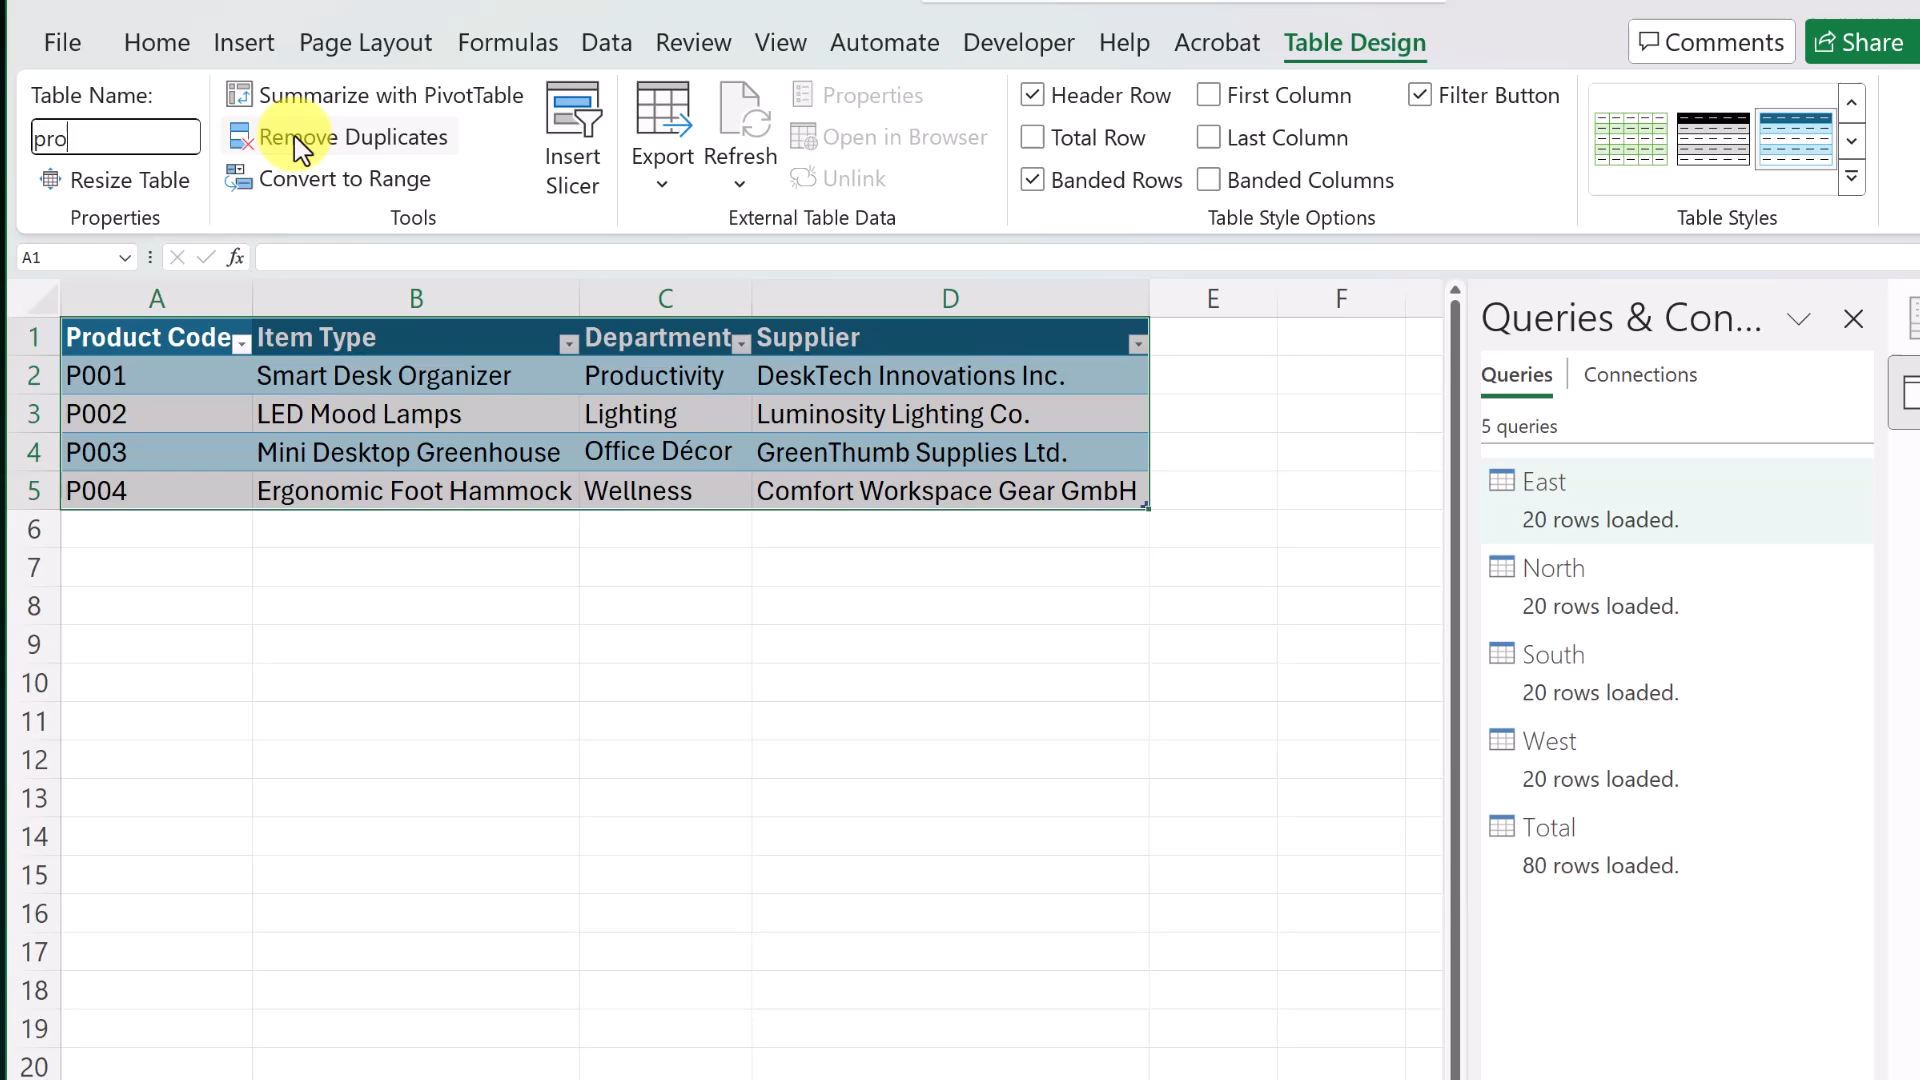 File Home Insert Page Layout Formulas Data Review View Automate Developer Help Acrobat Table Design Comments Share
Table Name:
pro
Resize Table
Properties
Summarize with PivotTable
Remove Duplicates
Convert to Range
Tools
Insert
Slicer
Export Refresh
Properties
Open in Browser
Unlink
External Table Data
Header Row First Column Filter Button
Total Row Last Column
Banded Rows Banded Columns
Table Style Options
Table Styles
A1 fx
A B C D E F
1 Product Code Item Type Department Supplier
2 P001 Smart Desk Organizer Productivity DeskTech Innovations Inc.
3 P002 LED Mood Lamps Lighting Luminosity Lighting Co.
4 P003 Mini Desktop Greenhouse Office Décor GreenThumb Supplies Ltd.
5 P004 Ergonomic Foot Hammock Wellness Comfort Workspace Gear GmbH
6
7
8
9
10
11
12
13
14
15
16
17
18
19
20
Queries & Con...
Queries Connections
5 queries
East
20 rows loaded.
North
20 rows loaded.
South
20 rows loaded.
West
20 rows loaded.
Total
80 rows loaded.